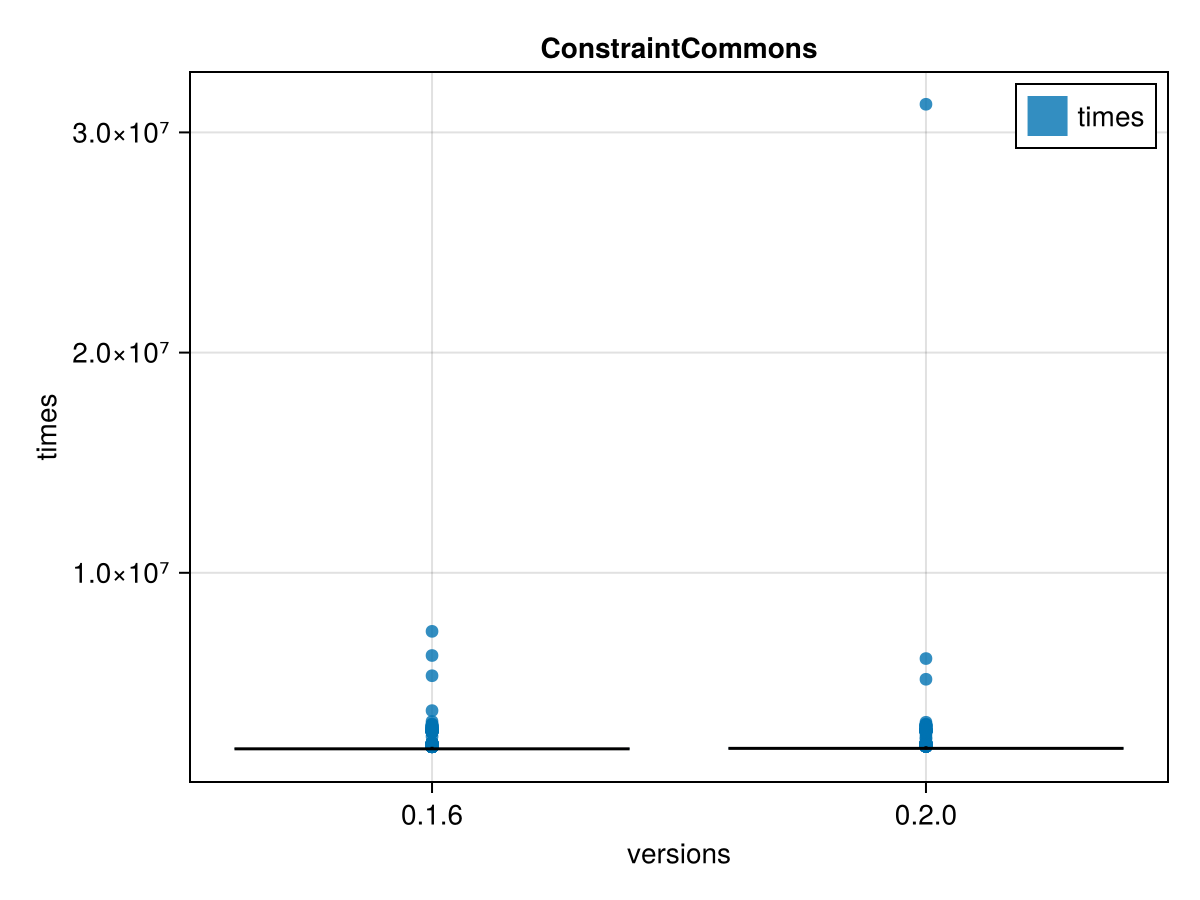 ConstraintCommons
times
3.0×10⁷
2.0×10⁷
times
1.0×10⁷
0.1.6
0.2.0
versions